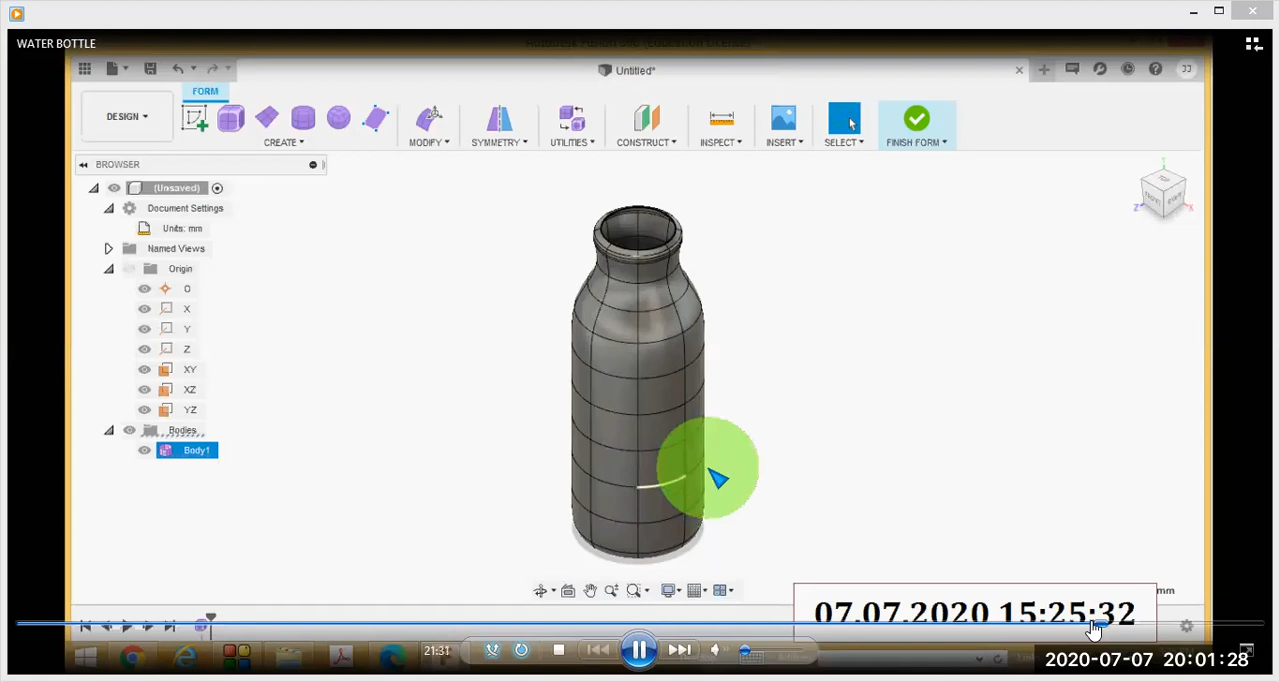 WATER BOTTLE
Untitled*
JJ
FORM
DESIGN
CREATE
MODIFY
SYMMETRY
UTILITIES
CONSTRUCT
INSPECT
INSERT
SELECT
FINISH FORM
BROWSER
(Unsaved)
Document Settings
Units: mm
Named Views
Origin
O
X
Y
Z
XY
XZ
YZ
Bodies
Body1
TOP
Y
Z
X
mm
07.07.2020 15:25:32
21:31
2020-07-07 20:01:28